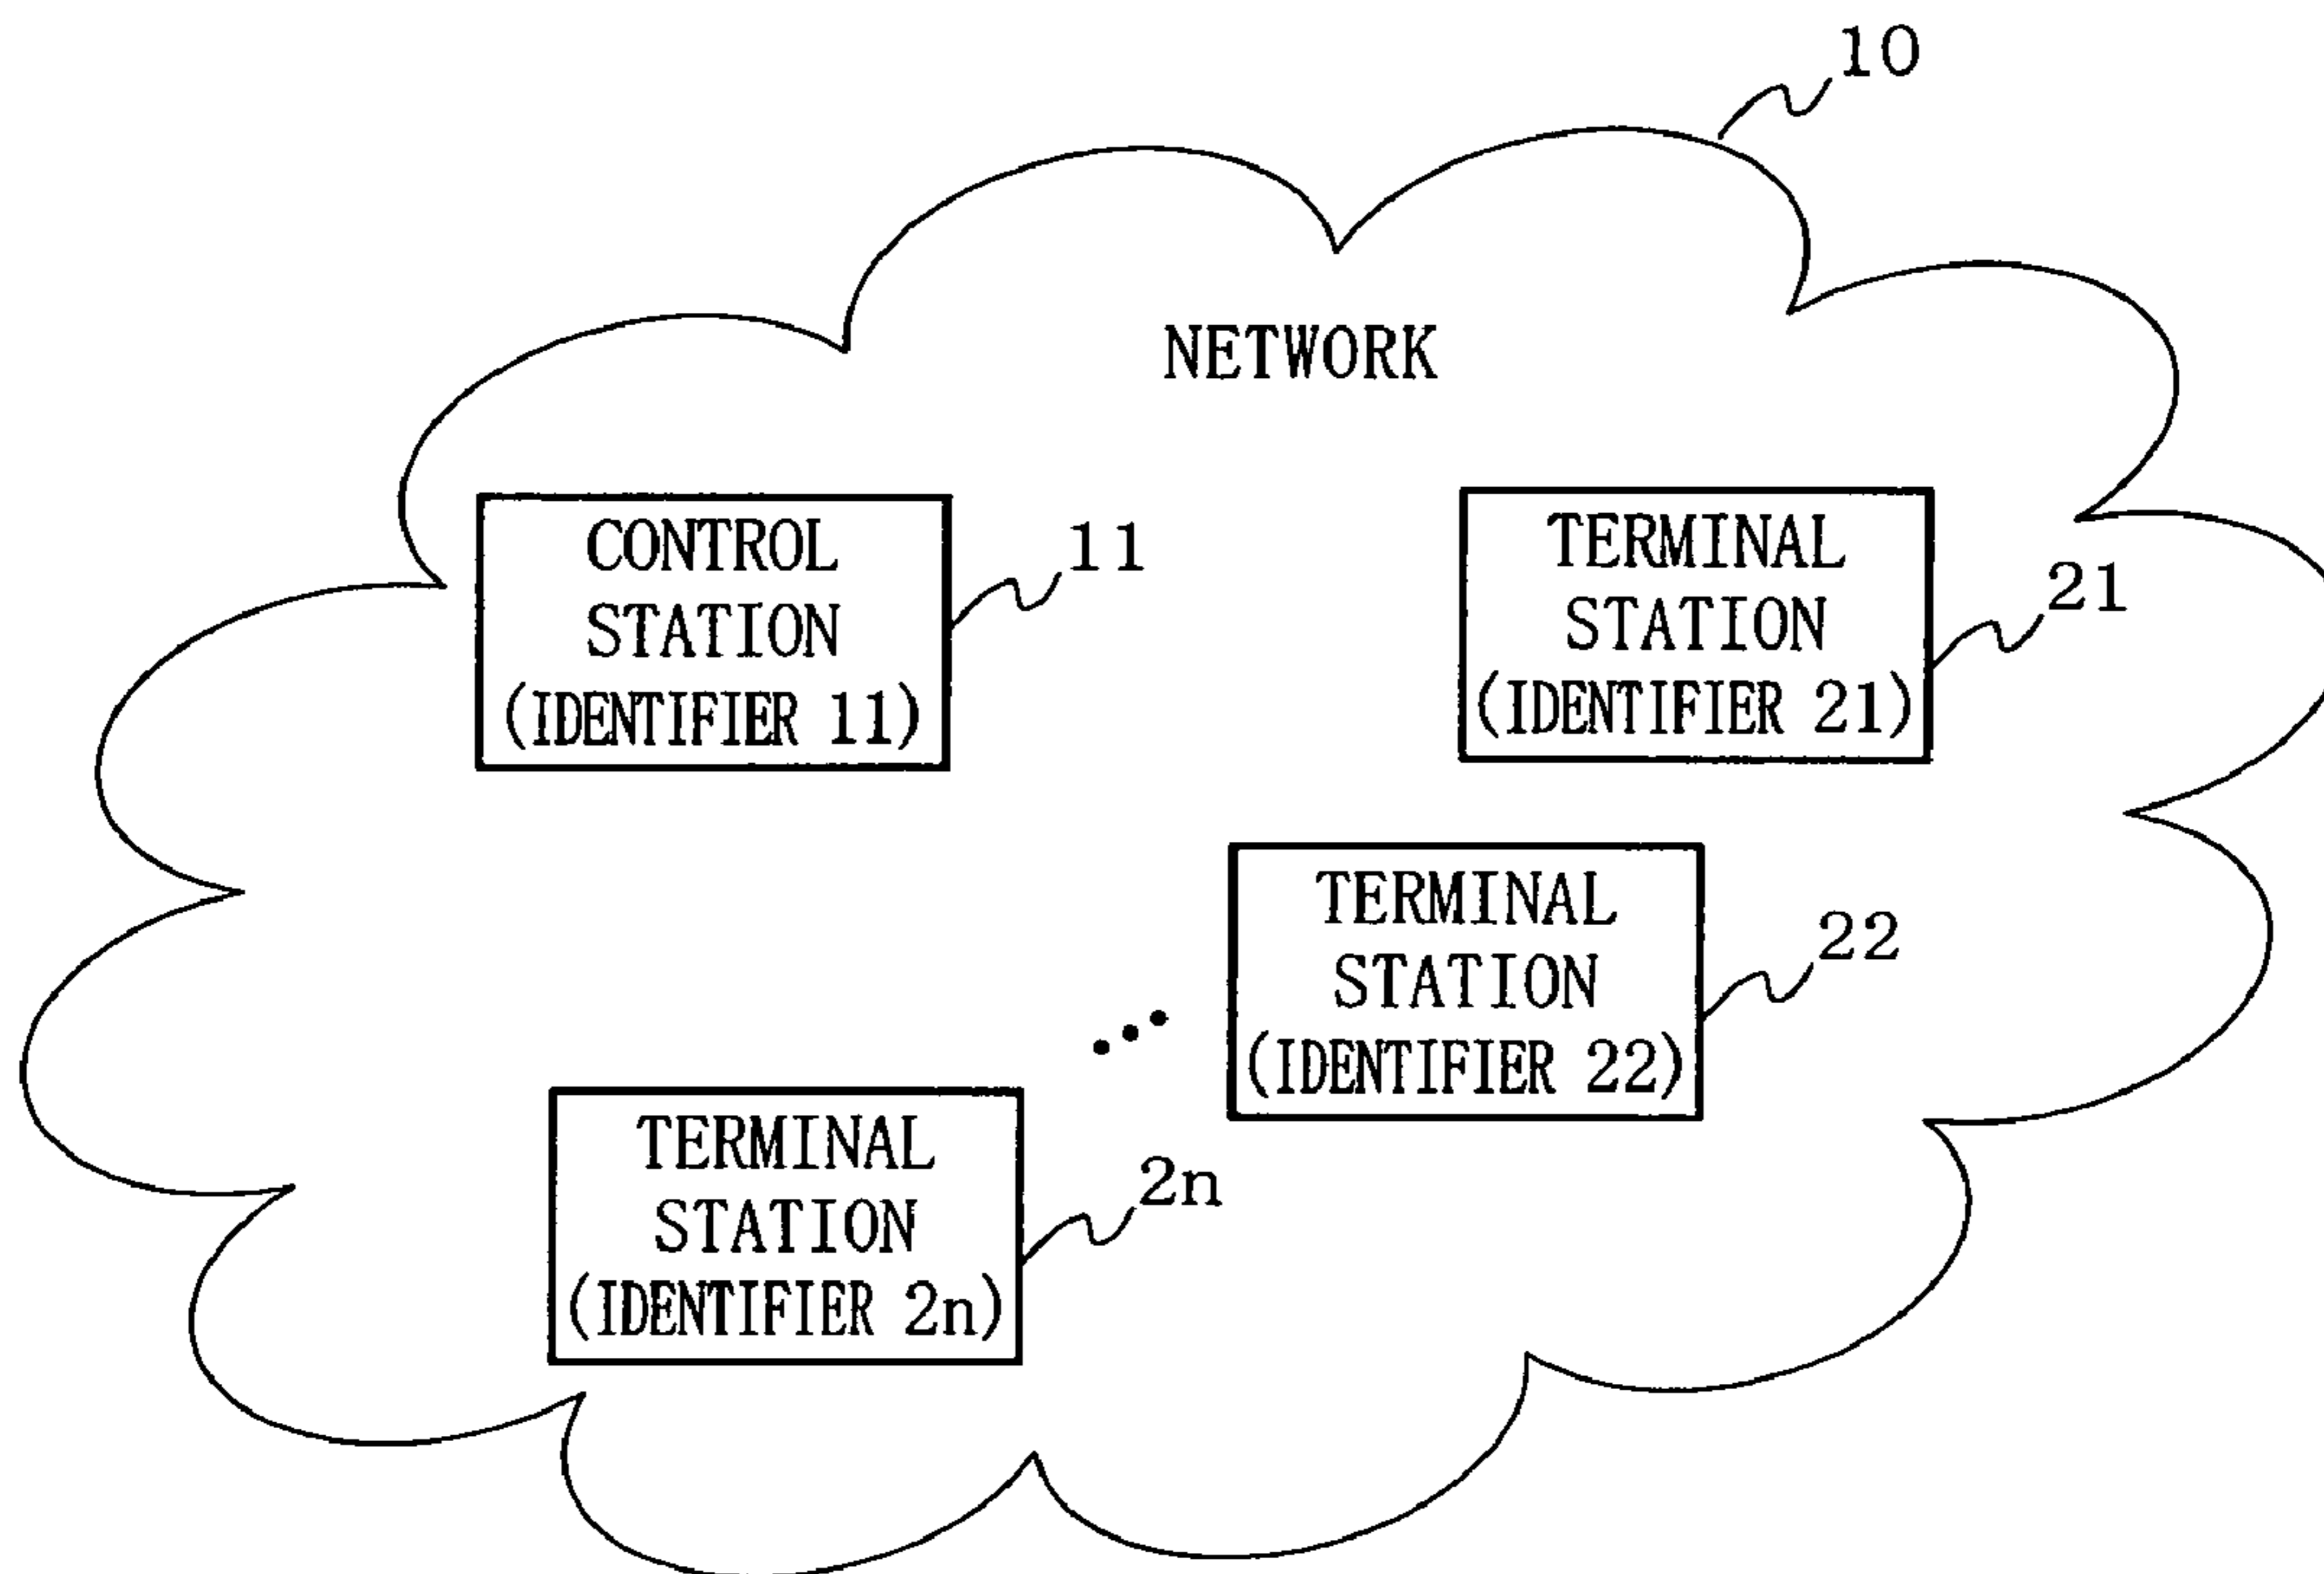 10
NETWORK
CONTROL
STATION
(IDENTIFIER 11)
11
TERMINAL
STATION
(IDENTIFIER 21)
21
TERMINAL
STATION
(IDENTIFIER 22)
22
TERMINAL
STATION
(IDENTIFIER 2n)
2n